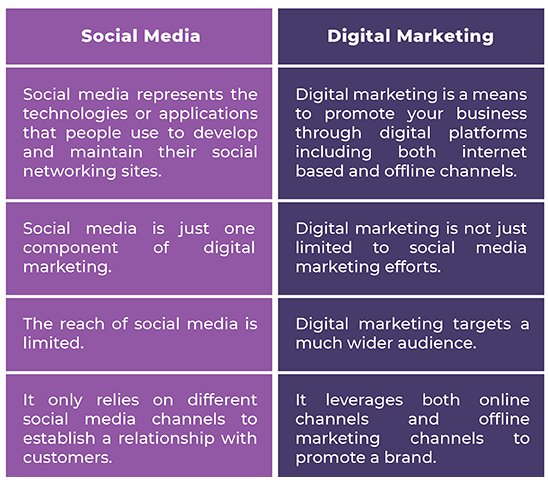 Social Media
Digital Marketing
Social media represents the
technologies or applications
that people use to develop
and maintain their social
networking sites.
Digital marketing is a means
to promote your business
through digital platforms
including both internet
based and offline channels.
Social media is just one
component of digital
marketing.
Digital marketing is not just
limited to social media
marketing efforts.
The reach of social media is
limited.
Digital marketing targets a
much wider audience.
It only relies on different
social media channels to
establish a relationship with
customers.
It leverages both online
channels and offline
marketing channels to
promote a brand.